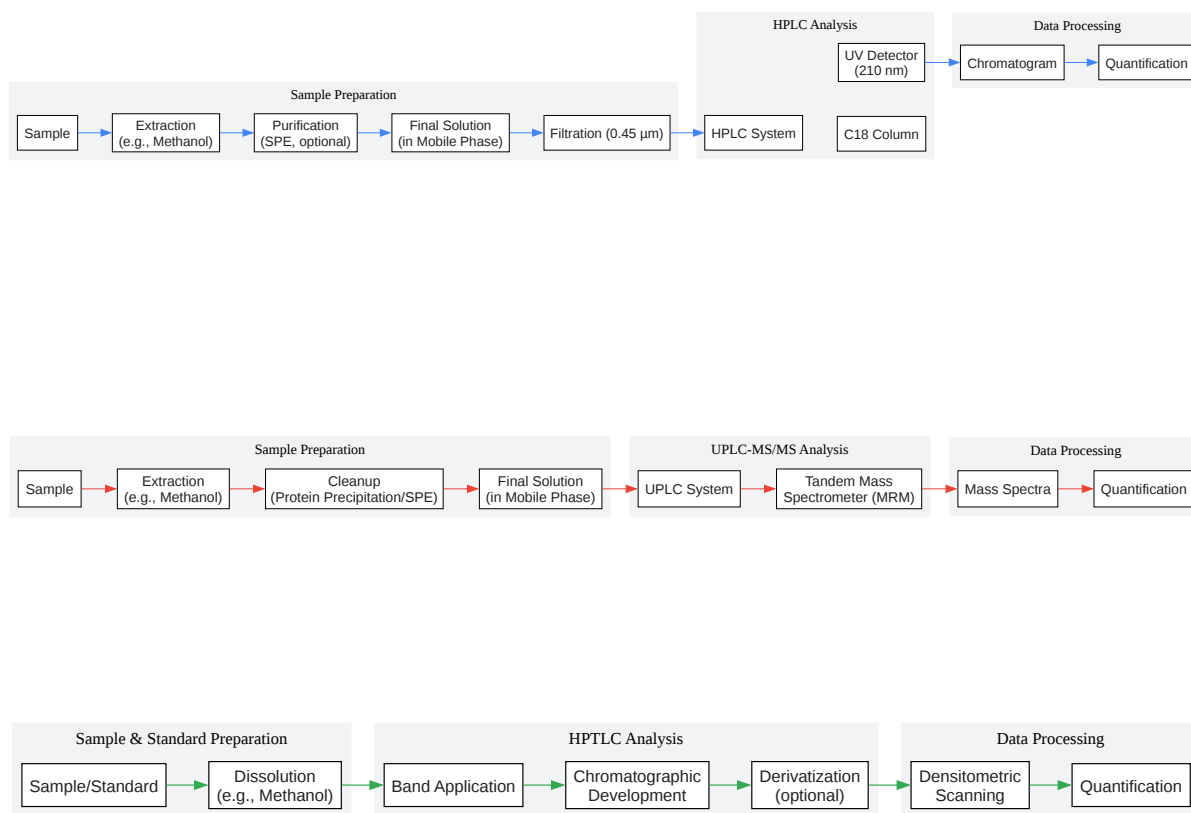 HPLC Analysis
Data Processing
UV Detector
(210 nm)
Chromatogram
Quantification
Sample Preparation
Sample
Extraction
(e.g., Methanol)
Purification
(SPE, optional)
Final Solution
(in Mobile Phase)
Filtration (0.45 µm)
HPLC System
C18 Column
Sample Preparation
UPLC-MS/MS Analysis
Data Processing
Sample
Extraction
(e.g., Methanol)
Cleanup
(Protein Precipitation/SPE)
Final Solution
(in Mobile Phase)
UPLC System
Tandem Mass
Spectrometer (MRM)
Mass Spectra
Quantification
Sample & Standard Preparation
HPTLC Analysis
Data Processing
Sample/Standard
Dissolution
(e.g., Methanol)
Band Application
Chromatographic
Development
Derivatization
(optional)
Densitometric
Scanning
Quantification